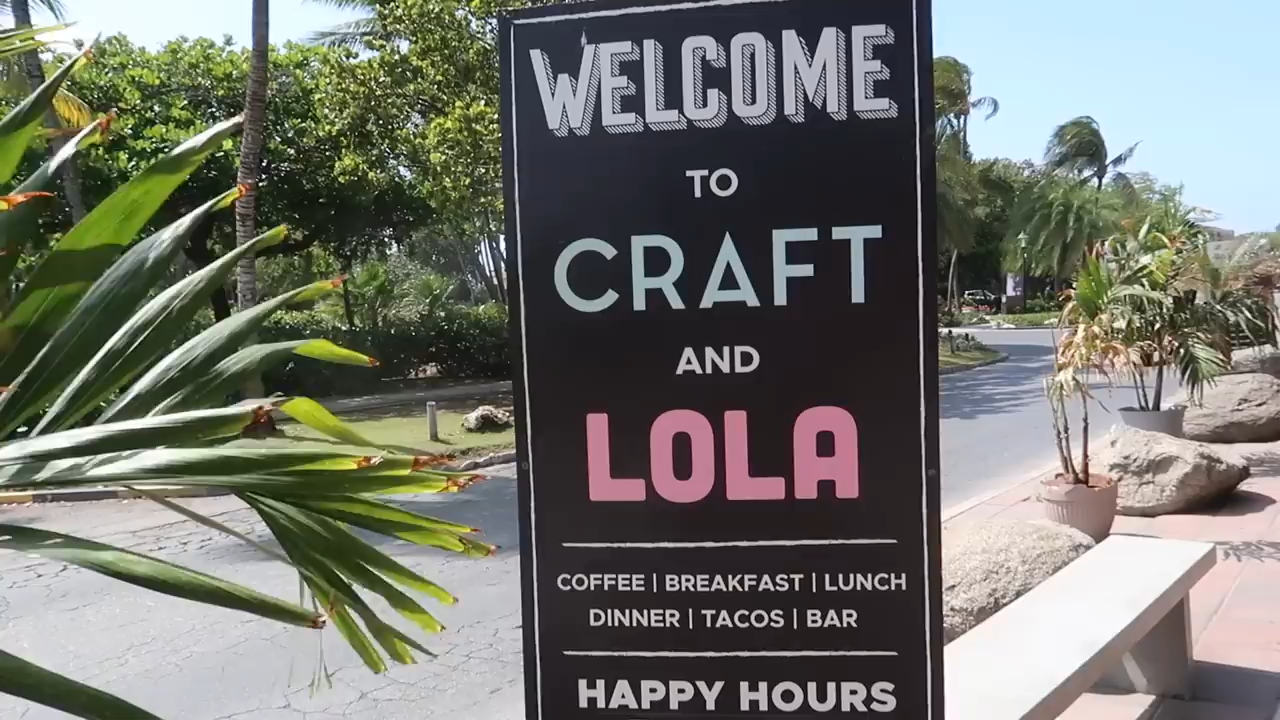 WELCOME
TO
CRAFT
AND
LOLA
COFFEE | BREAKFAST | LUNCH
DINNER | TACOS | BAR
HAPPY HOURS